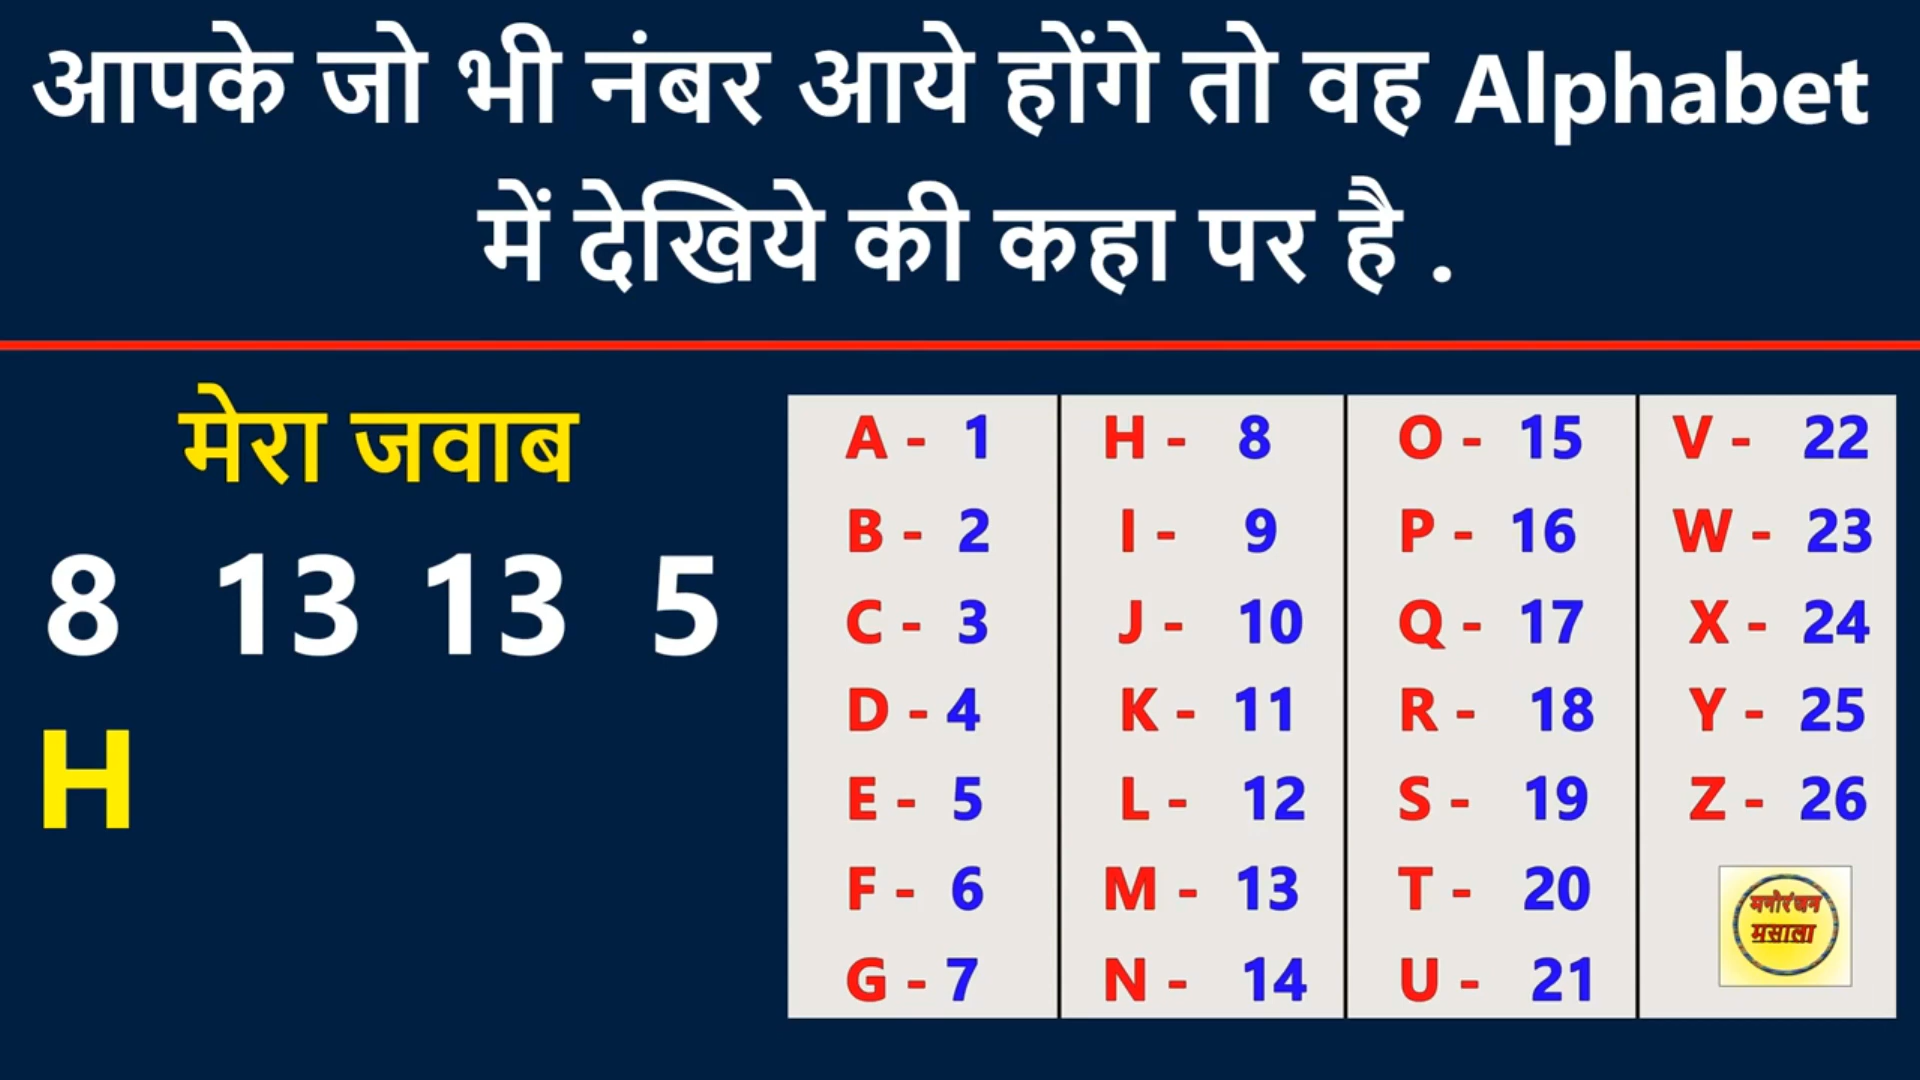 आपके जो भी नंबर आये होंगे तो वह Alphabet
में देखिये की कहा पर है .
मेरा जवाब
8 13 13 5
H
A - 1
B - 2
C - 3
D - 4
E - 5
F - 6
G - 7
H - 8
I - 9
J - 10
K - 11
L - 12
M - 13
N - 14
O - 15
P - 16
Q - 17
R - 18
S - 19
T - 20
U - 21
V - 22
W - 23
X - 24
Y - 25
Z - 26
मनोरंजन
मसाला